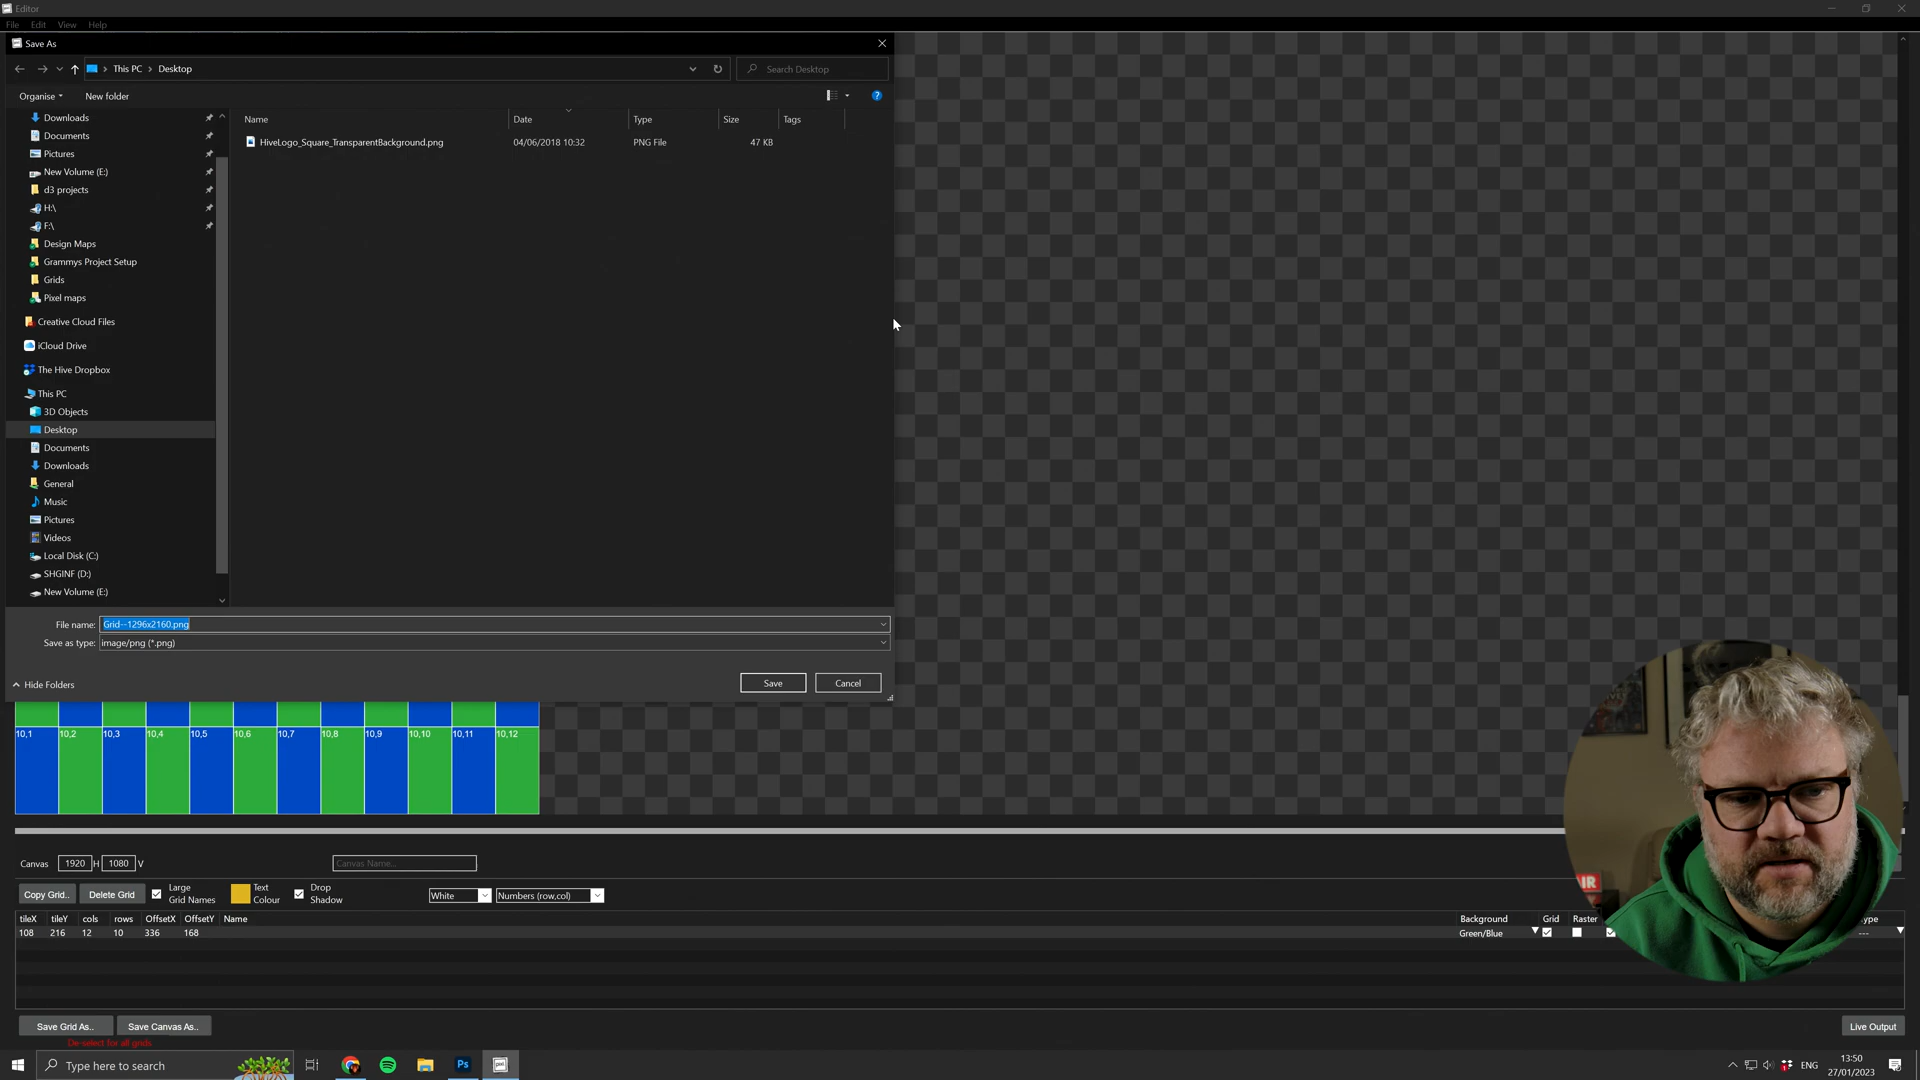 Editor
File Edit View Help
Save As
This PC > Desktop
Search Desktop
Organise New folder
Name Date Type Size Tags
HiveLogo_Square_TransparentBackground.png 04/06/2018 10:32 PNG File 47 KB
Downloads
Documents
Pictures
New Volume (E:)
d3 projects
H:\
F:\
Design Maps
Grammys Project Setup
Grids
Pixel maps
Creative Cloud Files
iCloud Drive
The Hive Dropbox
This PC
3D Objects
Desktop
Documents
Downloads
General
Music
Pictures
Videos
Local Disk (C:)
SHGINF (D:)
New Volume (E:)
File name: Grid--1296x2160.png
Save as type: image/png (*.png)
Hide Folders Save Cancel
10,1 10,2 10,3 10,4 10,5 10,6 10,7 10,8 10,9 10,10 10,11 10,12
Canvas 1920 H 1080 V Canvas Name...
Copy Grid.. Delete Grid Large Grid Names Text Colour Drop Shadow White Numbers (row,col)
tileX tileY cols rows OffsetX OffsetY Name Background Grid Raster
108 216 12 10 336 168 Green/Blue ---
Save Grid As.. Save Canvas As.. Live Output
De-select for all grids
Type here to search Ps ENG 13:50
27/01/2023